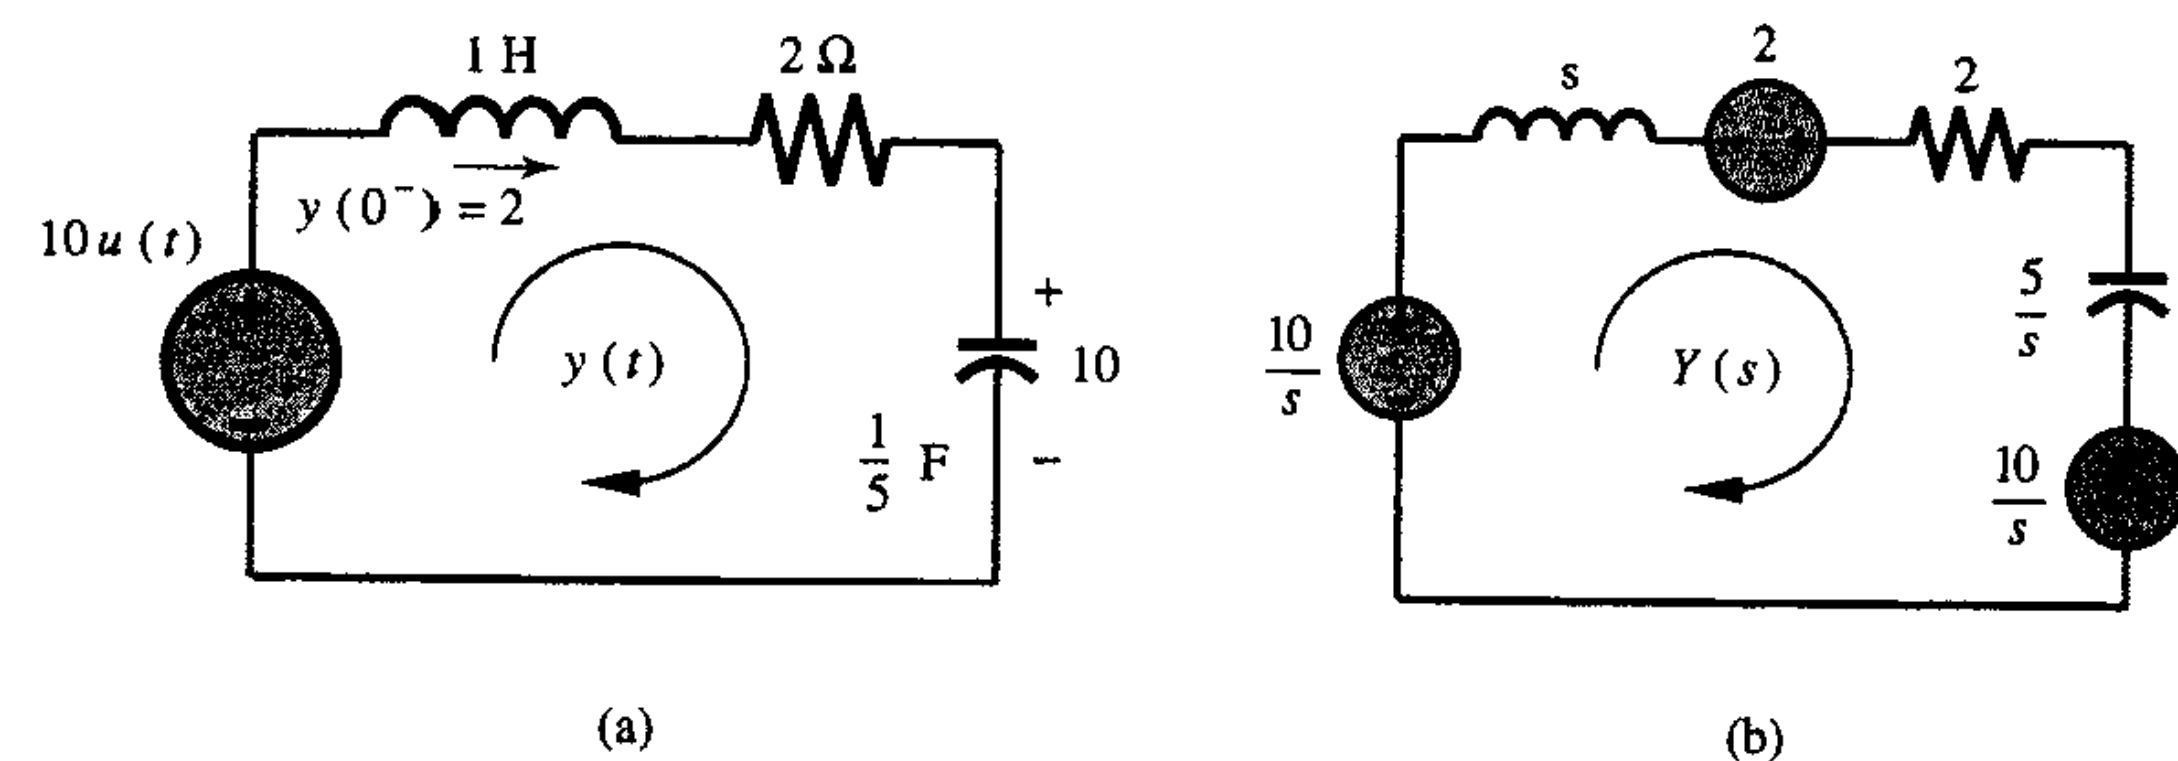 1 H
2 Ω
y (0⁻) = 2
10 u (t)
y (t)
+
10
−
1/5 F
(a)
s
2
2
10/s
Y (s)
5/s
10/s
(b)